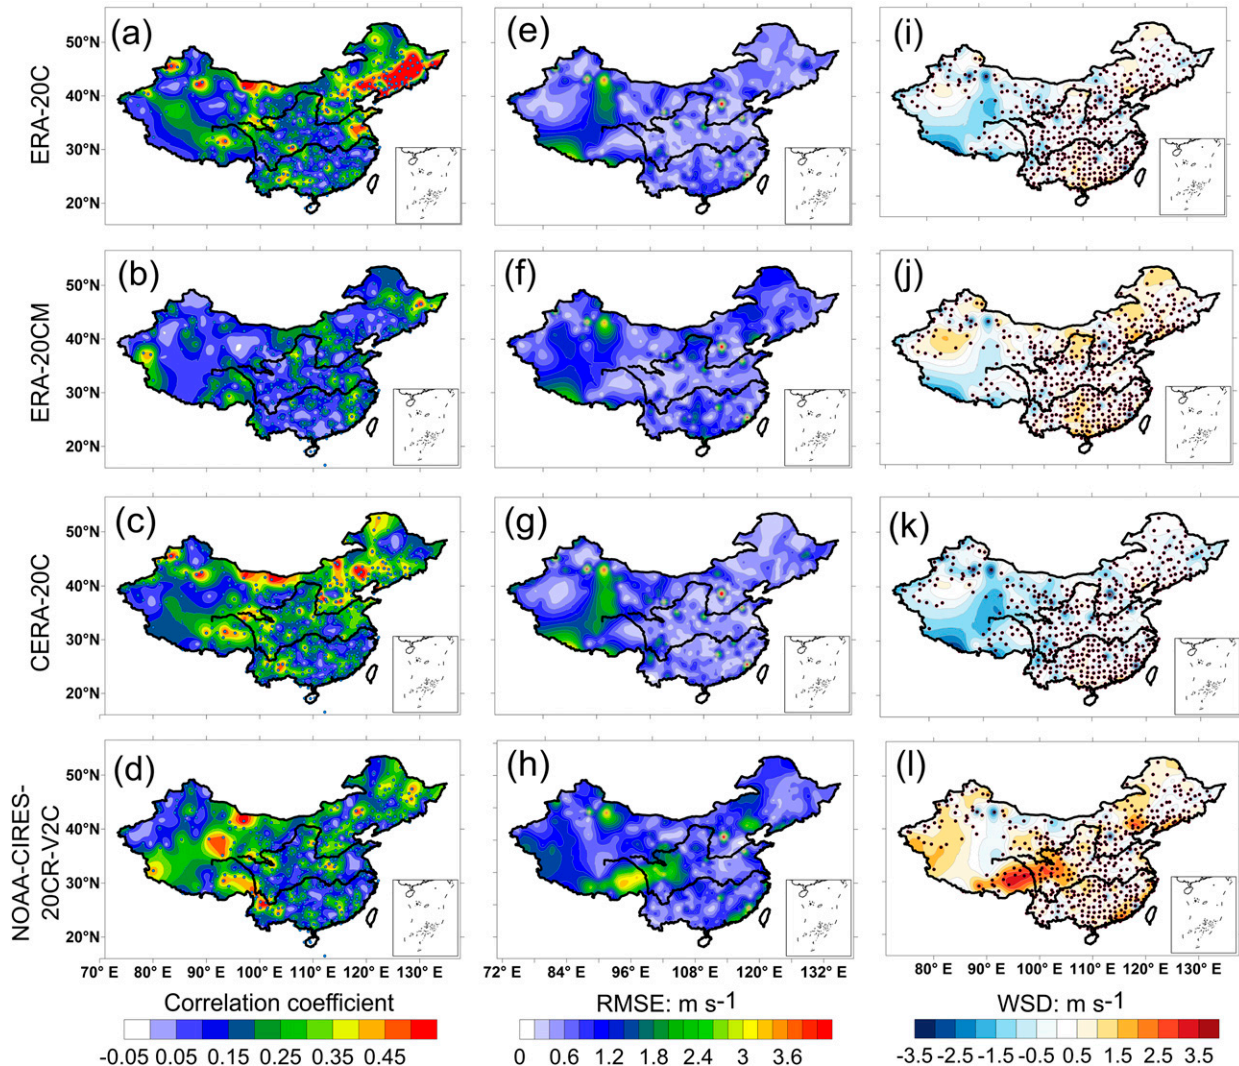 (a)
(e)
(i)
ERA-20C
50°N
40°N
30°N
20°N
(b)
(f)
(j)
ERA-20CM
50°N
40°N
30°N
20°N
(c)
(g)
(k)
CERA-20C
50°N
40°N
30°N
20°N
(d)
(h)
(l)
NOAA-CIRES-
20CR-V2C
50°N
40°N
30°N
20°N
70° E 80° E 90° E 100° E 110° E 120° E 130° E
72° E 84° E 96° E 108° E 120° E 132° E
80° E 90° E 100° E 110° E 120° E 130° E
Correlation coefficient
-0.05 0.05 0.15 0.25 0.35 0.45
RMSE: m s-1
0 0.6 1.2 1.8 2.4 3 3.6
WSD: m s-1
-3.5 -2.5 -1.5 -0.5 0.5 1.5 2.5 3.5